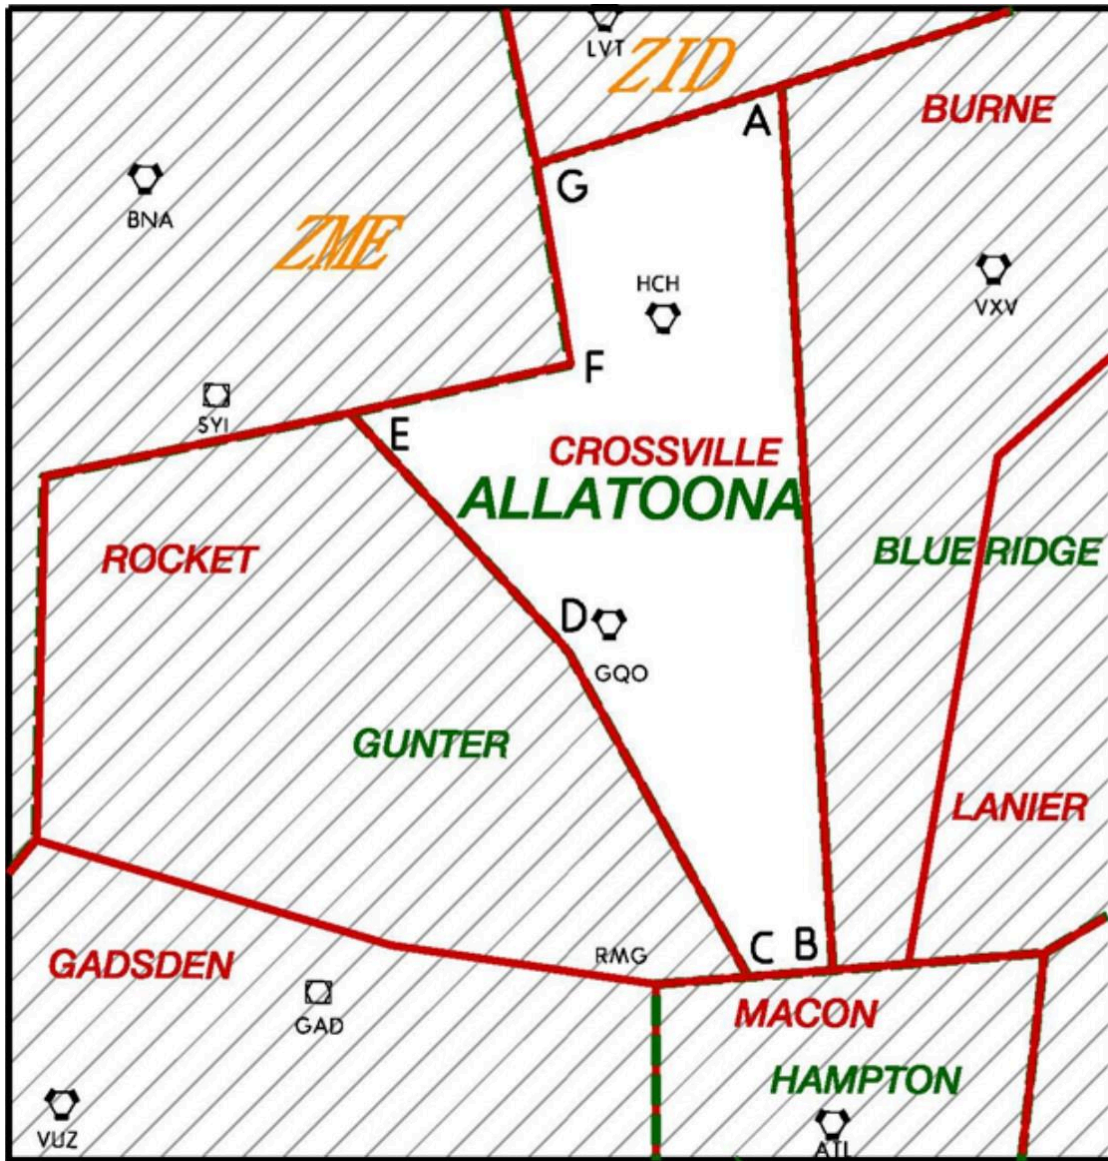 LVT
ZID
A
BURNE
G
BNA
ZME
HCH
VXV
F
SYI
E
CROSSVILLE
ALLATOONA
ROCKET
BLUE RIDGE
D
GQO
GUNTER
LANIER
C B
RMG
GADSDEN
MACON
GAD
HAMPTON
VUZ
ATL